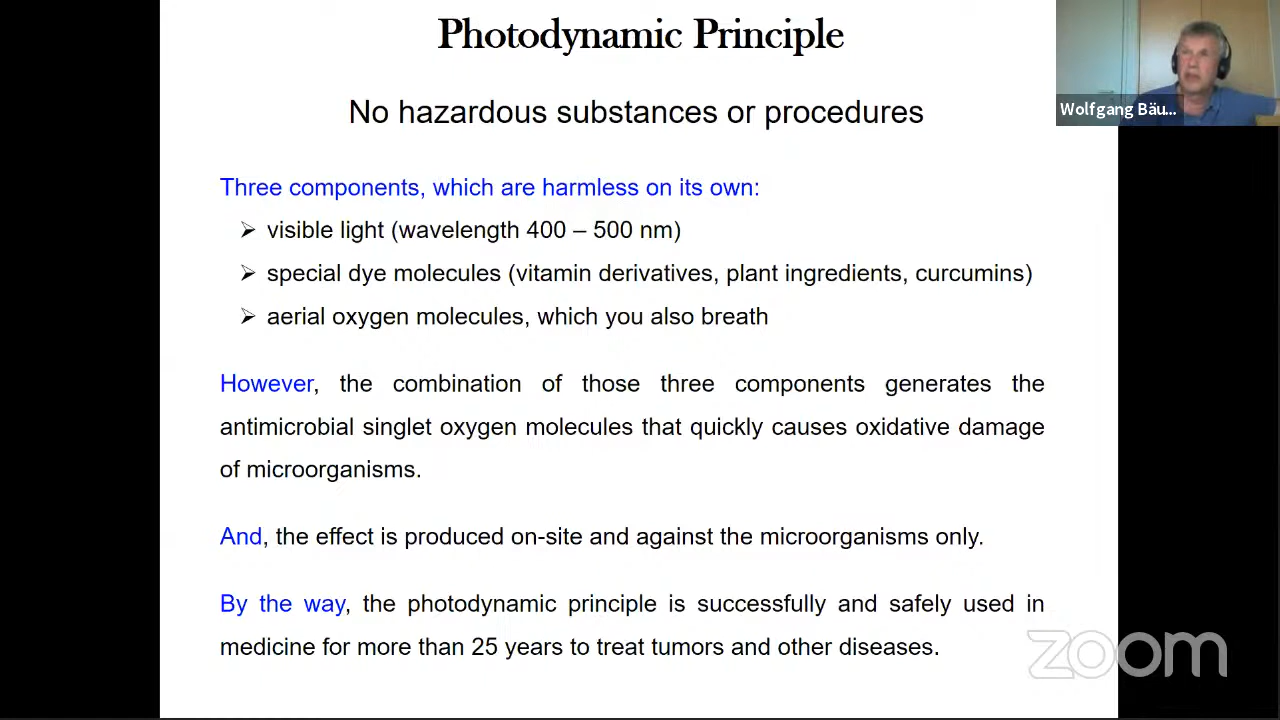 Photodynamic Principle
No hazardous substances or procedures
Three components, which are harmless on its own:
➢ visible light (wavelength 400 – 500 nm)
➢ special dye molecules (vitamin derivatives, plant ingredients, curcumins)
➢ aerial oxygen molecules, which you also breath
However, the combination of those three components generates the
antimicrobial singlet oxygen molecules that quickly causes oxidative damage
of microorganisms.
And, the effect is produced on-site and against the microorganisms only.
By the way, the photodynamic principle is successfully and safely used in
medicine for more than 25 years to treat tumors and other diseases.
Wolfgang Bäu...
zoom